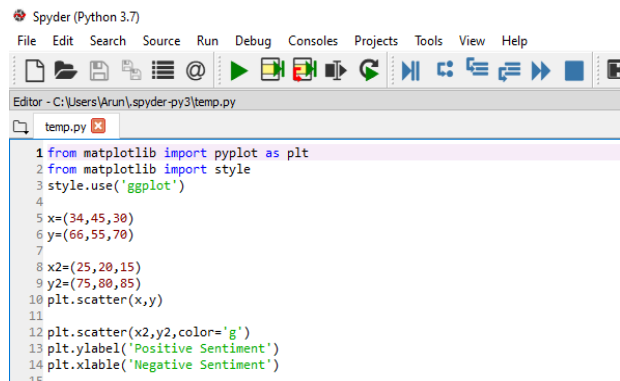 Spyder (Python 3.7)
File Edit Search Source Run Debug Consoles Projects Tools View Help
Editor - C:\Users\Arun\.spyder-py3\temp.py
temp.py
1 from matplotlib import pyplot as plt
2 from matplotlib import style
3 style.use('ggplot')
4
5 x=(34,45,30)
6 y=(66,55,70)
7
8 x2=(25,20,15)
9 y2=(75,80,85)
10 plt.scatter(x,y)
11
12 plt.scatter(x2,y2,color='g')
13 plt.ylabel('Positive Sentiment')
14 plt.xlable('Negative Sentiment')
15